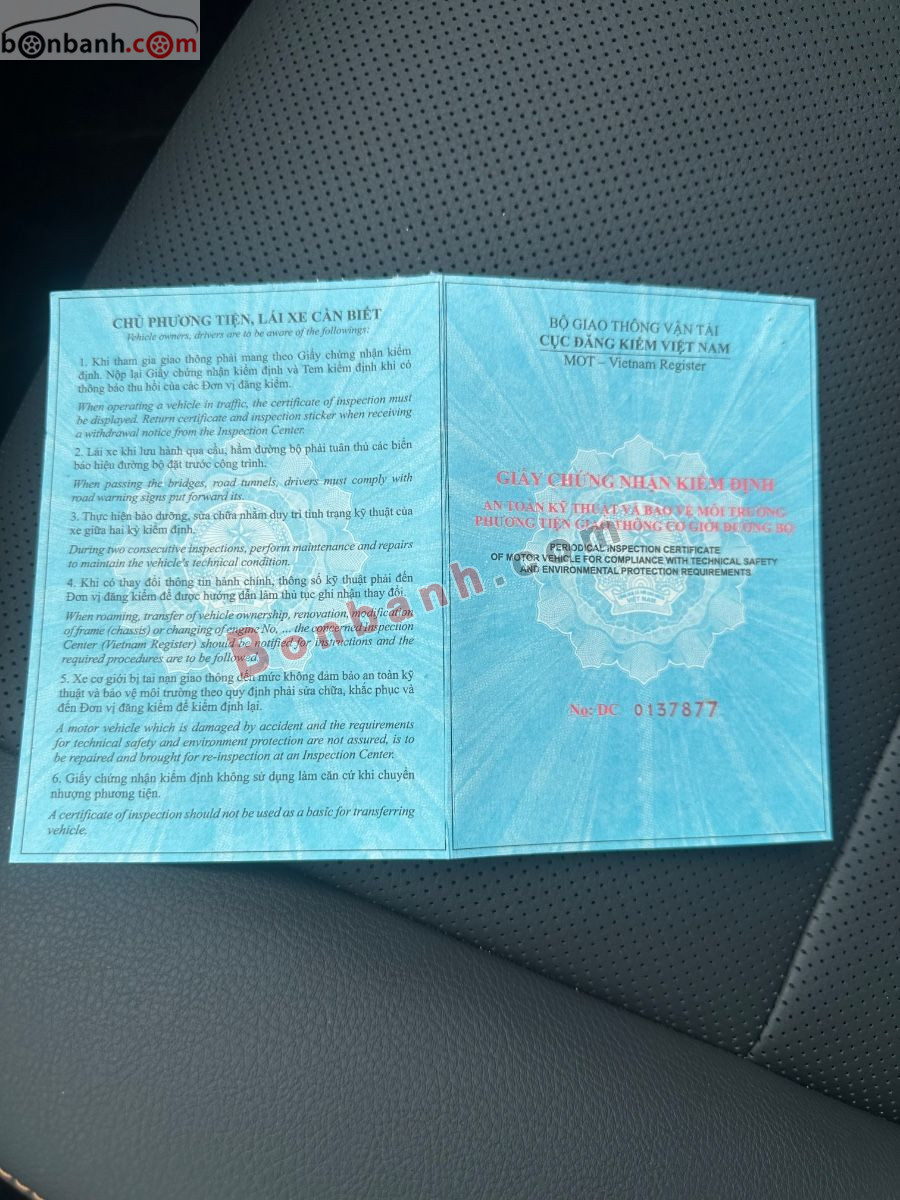 bonbanh.com
CHỦ PHƯƠNG TIỆN, LÁI XE CẦN BIẾT
Vehicle owners, drivers are to be aware of the followings:
1. Khi tham gia giao thông phải mang theo Giấy chứng nhận kiểm
định. Nộp lại Giấy chứng nhận kiểm định và Tem kiểm định khi có
thông báo thu hồi của các Đơn vị đăng kiểm.
When operating a vehicle in traffic, the certificate of inspection must
be displayed. Return certificate and inspection sticker when receiving
a withdrawal notice from the Inspection Center.
2. Lái xe khi lưu hành qua cầu, hầm đường bộ phải tuân thủ các biển
báo hiệu đường bộ đặt trước công trình.
When passing the bridges, road tunnels, drivers must comply with
road warning signs put forward its.
3. Thực hiện bảo dưỡng, sửa chữa nhằm duy trì tình trạng kỹ thuật của
xe giữa hai kỳ kiểm định.
During two consecutive inspections, perform maintenance and repairs
to maintain the vehicle's technical condition.
4. Khi có thay đổi thông tin hành chính, thông số kỹ thuật phải đến
Đơn vị đăng kiểm để được hướng dẫn làm thủ tục ghi nhận thay đổi.
When roaming, transfer of vehicle ownership, renovation, modification
of frame (chassis) or changing of engine No, ... the concerned Inspection
Center (Vietnam Register) should be notified for instructions and the
required procedures are to be followed.
5. Xe cơ giới bị tai nạn giao thông đến mức không đảm bảo an toàn kỹ
thuật và bảo vệ môi trường theo quy định phải sửa chữa, khắc phục và
đến Đơn vị đăng kiểm để kiểm định lại.
A motor vehicle which is damaged by accident and the requirements
for technical safety and environment protection are not assured, is to
be repaired and brought for re-inspection at an Inspection Center.
6. Giấy chứng nhận kiểm định không sử dụng làm căn cứ khi chuyển
nhượng phương tiện.
A certificate of inspection should not be used as a basic for transferring
vehicle.
BỘ GIAO THÔNG VẬN TẢI
CỤC ĐĂNG KIỂM VIỆT NAM
MOT – Vietnam Register
GIẤY CHỨNG NHẬN KIỂM ĐỊNH
AN TOÀN KỸ THUẬT VÀ BẢO VỆ MÔI TRƯỜNG
PHƯƠNG TIỆN GIAO THÔNG CƠ GIỚI ĐƯỜNG BỘ
PERIODICAL INSPECTION CERTIFICATE
OF MOTOR VEHICLE FOR COMPLIANCE WITH TECHNICAL SAFETY
AND ENVIRONMENTAL PROTECTION REQUIREMENTS
No: DC 0137877
Bonbanh.com